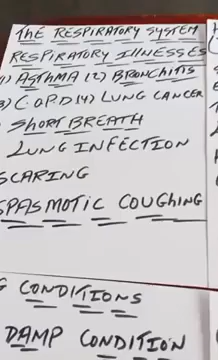 THE RESPIRATORY SYSTEM
RESPIRATORY ILLNESSES
1) ASTHMA (2) BRONCHITIS
3) C.O.P.D (4) LUNG CANCER
SHORT BREATH
LUNG INFECTION
SCARING
SPASMOTIC COUGHING
G CONDITIONS
DAMP CONDITION